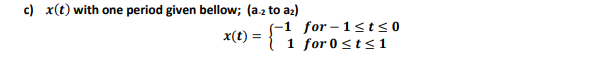 c) x(t) with one period given bellow; (a-2 to a2)
x(t) = { −1 for − 1 ≤ t ≤ 0
1 for 0 ≤ t ≤ 1